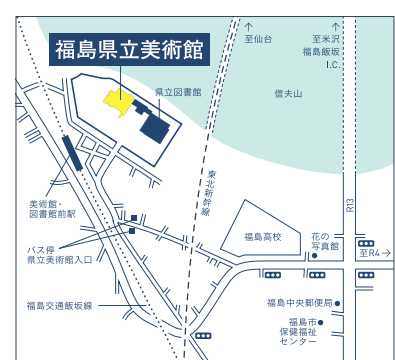 至仙台
至米沢
福島飯坂
I.C.
福島県立美術館
県立図書館
信夫山
東北新幹線
R13
美術館・
図書館前駅
福島高校
花の
写真館
至R4→
バス停
県立美術館入口
福島交通飯坂線
福島中央郵便局
福島市
保健福祉
センター